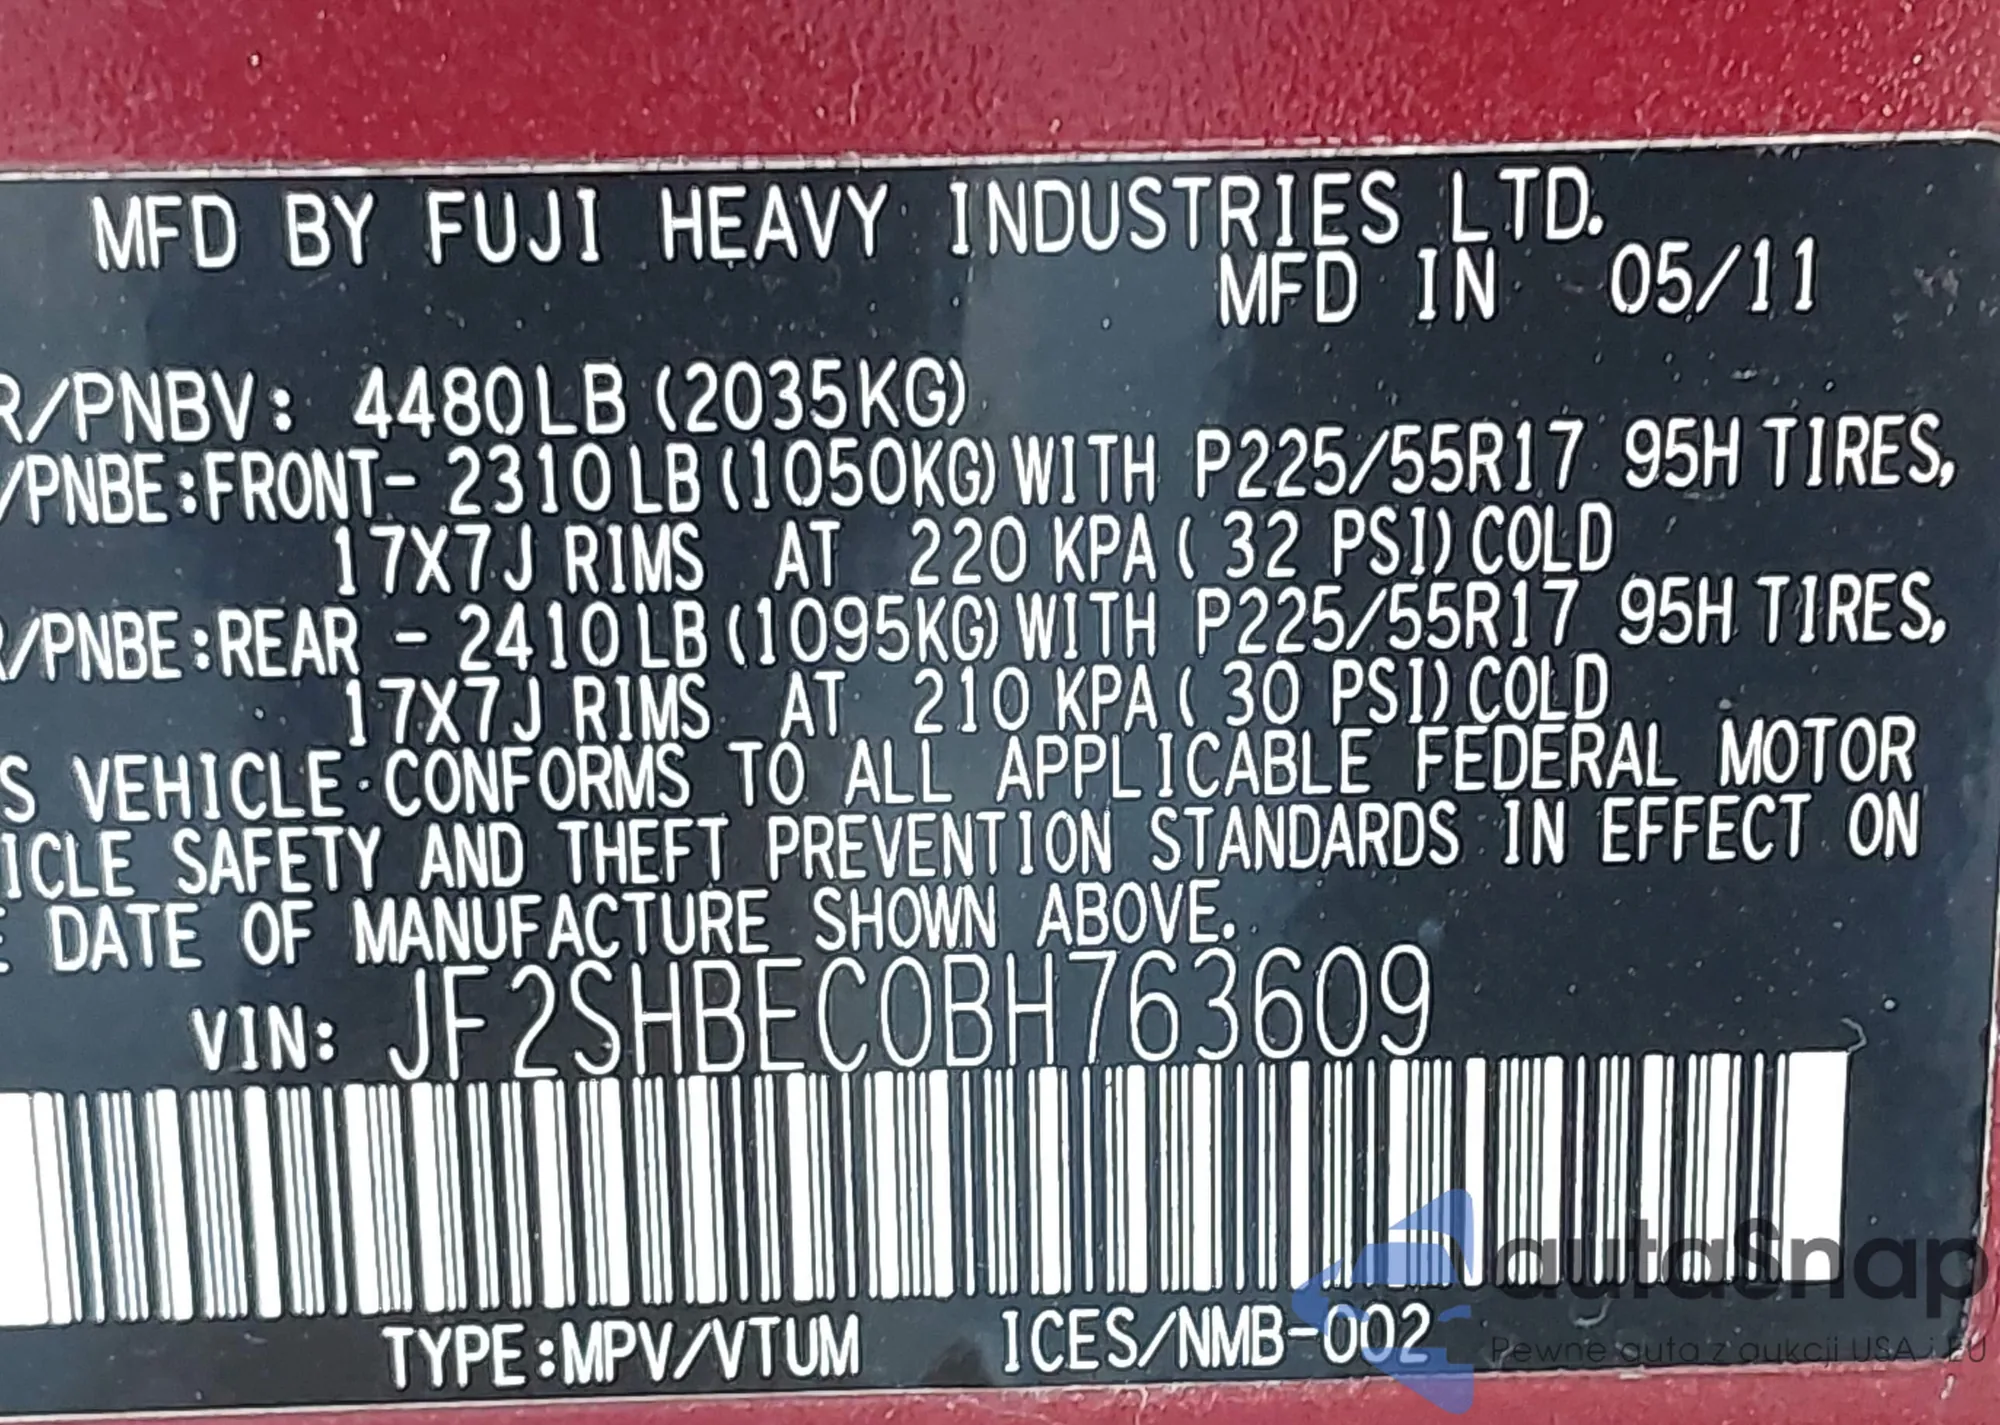 MFD BY FUJI HEAVY INDUSTRIES LTD.
MFD IN 05/11
R/PNBV: 4480LB (2035KG)
/PNBE:FRONT- 2310LB (1050KG) WITH P225/55R17 95H TIRES,
17X7J RIMS AT 220 KPA ( 32 PSI) COLD
R/PNBE:REAR - 2410LB (1095KG) WITH P225/55R17 95H TIRES,
17X7J RIMS AT 210 KPA ( 30 PSI) COLD
S VEHICLE CONFORMS TO ALL APPLICABLE FEDERAL MOTOR
ICLE SAFETY AND THEFT PREVENTION STANDARDS IN EFFECT ON
E DATE OF MANUFACTURE SHOWN ABOVE.
VIN: JF2SHBEC0BH763609
TYPE:MPV/VTUM ICES/NMB-002
autaSnap
Pewne auta z aukcji USA i EU